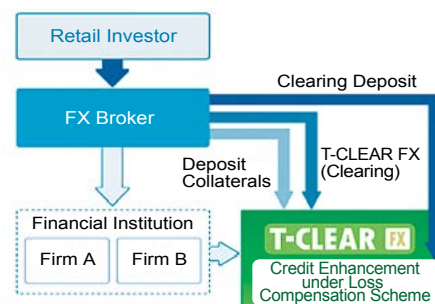 Retail Investor
Clearing Deposit
FX Broker
T-CLEAR FX
(Clearing)
Deposit
Collaterals
Financial Institution
Firm A
Firm B
T-CLEAR FX
Credit Enhancement
under Loss
Compensation Scheme